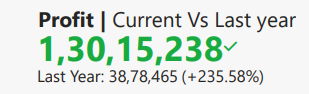 Profit | Current Vs Last year
1,30,15,238✓
Last Year: 38,78,465 (+235.58%)